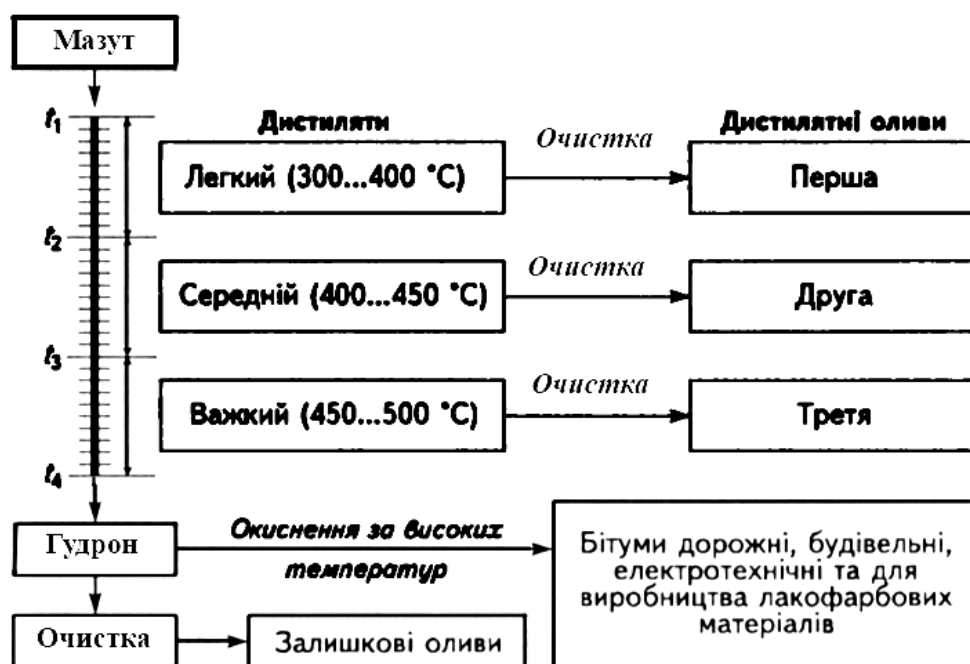 Мазут
t₁
Дистиляти
Очистка
Дистилятні оливи
Легкий (300...400 °C)
Перша
t₂
Очистка
Середній (400...450 °C)
Друга
t₃
Очистка
Важкий (450...500 °C)
Третя
t₄
Гудрон
Окиснення за високих
температур
Бітуми дорожні, будівельні,
електротехнічні та для
виробництва лакофарбових
матеріалів
Очистка
Залишкові оливи